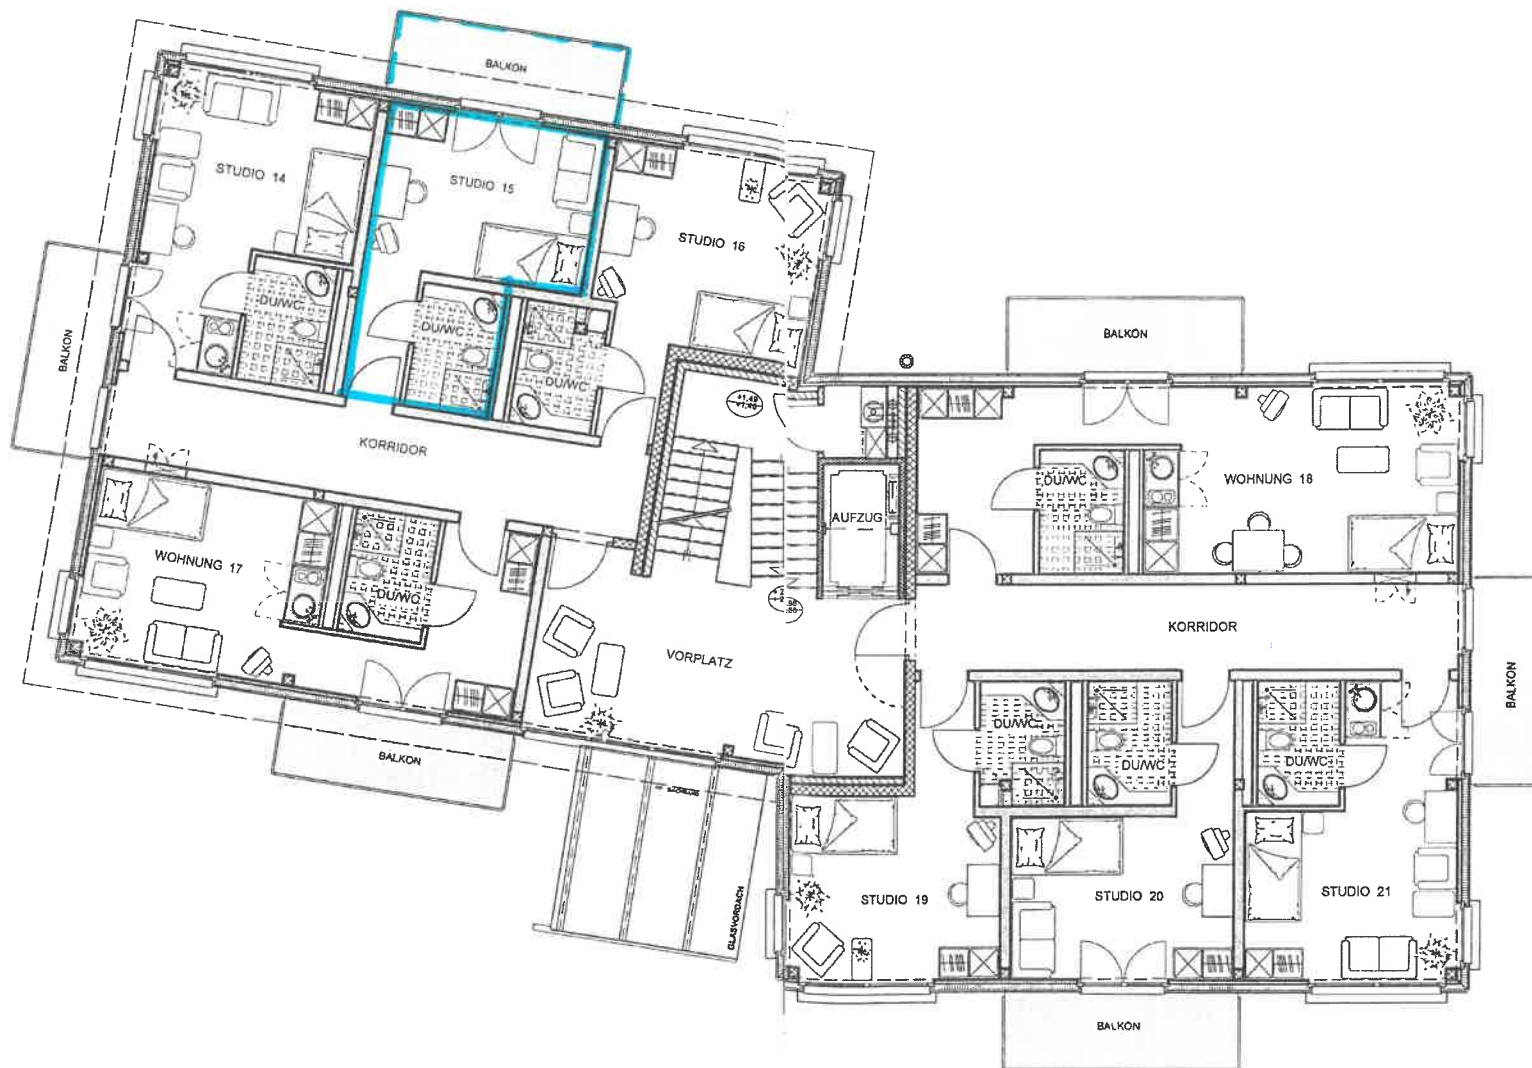 BALKON
STUDIO 14
STUDIO 15
STUDIO 16
DU/WC
DU/WC
DU/WC
BALKON
BALKON
KORRIDOR
WOHNUNG 18
DU/WC
AUFZUG
WOHNUNG 17
DU/WC
KORRIDOR
VORPLATZ
BALKON
BALKON
DU/WC
DU/WC
DU/WC
GLASVORDACH
STUDIO 19
STUDIO 20
STUDIO 21
BALKON